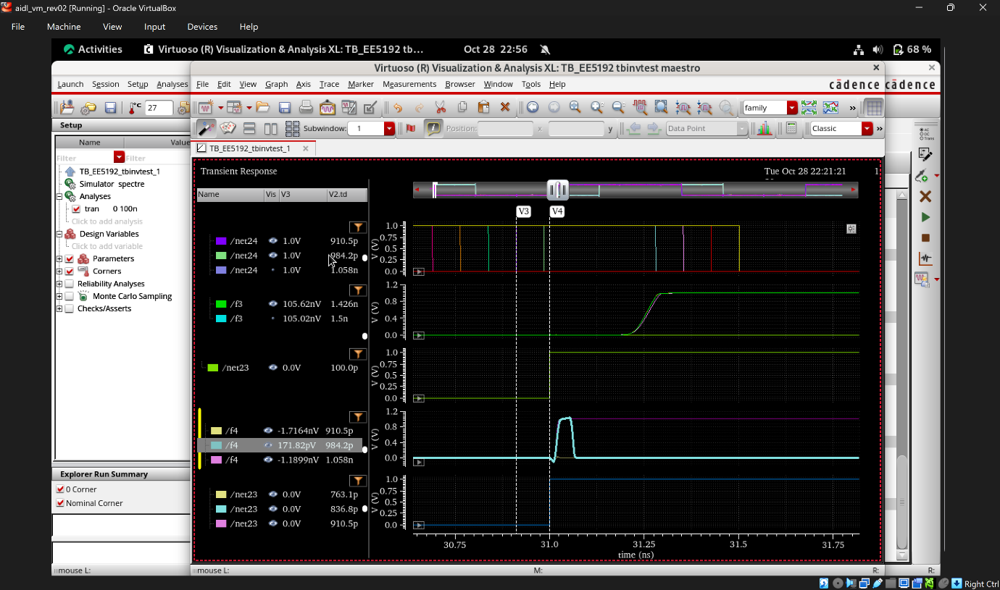 aidl_vm_rev02 [Running] - Oracle VirtualBox
File Machine View Input Devices Help
Activities Virtuoso (R) Visualization & Analysis XL: TB_EE5192 tb... Oct 28 22:56 68 %
Virtuoso (R) Visualization & Analysis XL: TB_EE5192 tbinvtest maestro
Launch Session Setup Analyses
File Edit View Graph Axis Trace Marker Measurements Browser Window Tools Help
cādence cādence
°C 27
family »
Setup
Subwindow: 1 Position: x y Data Point Classic »
Name Value
Filter Filter
TB_EE5192_tbinvtest_1
Simulator spectre
Analyses
tran 0 100n
Click to add analysis
Design Variables
Click to add variable
Parameters
Corners
Reliability Analyses
Monte Carlo Sampling
Checks/Asserts
Explorer Run Summary
0 Corner
Nominal Corner
TB_EE5192_tbinvtest_1
Transient Response Tue Oct 28 22:21:21 1
Name Vis V3 V2.td
V3 V4
/net24 1.0V 910.5p
/net24 1.0V 984.2p
/net24 1.0V 1.058n
V (V) 1.0 0.75 0.5 0.25 0.0
/f3 105.62nV 1.426n
/f3 105.02nV 1.5n
V (V) 1.2 0.8 0.4 0.0
/net23 0.0V 100.0p
V (V) 1.0 0.75 0.5 0.25 0.0
/f4 -1.7164nV 910.5p
/f4 171.82pV 984.2p
/f4 -1.1899nV 1.058n
V (V) 1.2 0.8 0.4 0.0
/net23 0.0V 763.1p
/net23 0.0V 836.8p
/net23 0.0V 910.5p
V (V) 1.0 0.75 0.5 0.25 0.0
30.75 31.0 31.25 31.5 31.75
time (ns)
AC
DC
Trans
mouse L: mouse L: M: R: R:
Right Ctrl